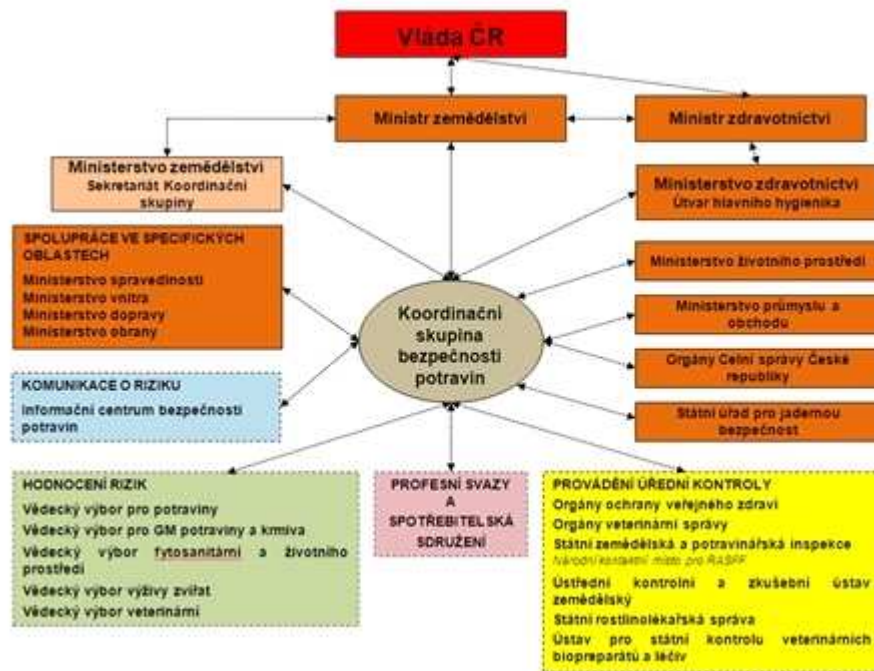 Vláda ČR
Ministr zemědělství
Ministr zdravotnictví
Ministerstvo zemědělství
Sekretariát Koordinační
skupiny
Ministerstvo zdravotnictví
Útvar hlavního hygienika
SPOLUPRÁCE VE SPECIFICKÝCH
OBLASTECH
Ministerstvo spravedlnosti
Ministerstvo vnitra
Ministerstvo dopravy
Ministerstvo obrany
Ministerstvo životního prostředí
Ministerstvo průmyslu a
obchodu
Koordinační
skupina
bezpečnosti
potravin
Orgány Celní správy České
republiky
KOMUNIKACE O RIZIKU
Informační centrum bezpečnosti
potravin
Státní úřad pro jadernou
bezpečnost
HODNOCENÍ RIZIK
Vědecký výbor pro potraviny
Vědecký výbor pro GM potraviny a krmiva
Vědecký výbor fytosanitární a životního
prostředí
Vědecký výbor výživy zvířat
Vědecký výbor veterinární
PROFESNÍ SVAZY
A
SPOTŘEBITELSKÁ
SDRUŽENÍ
PROVÁDĚNÍ ÚŘEDNÍ KONTROLY
Orgány ochrany veřejného zdraví
Orgány veterinární správy
Státní zemědělská a potravinářská inspekce
Národní kontaktní místo pro RASFF
Ústřední kontrolní a zkušební ústav
zemědělský
Státní rostlinolékařská správa
Ústav pro státní kontrolu veterinárních
biopreparátů a léčiv